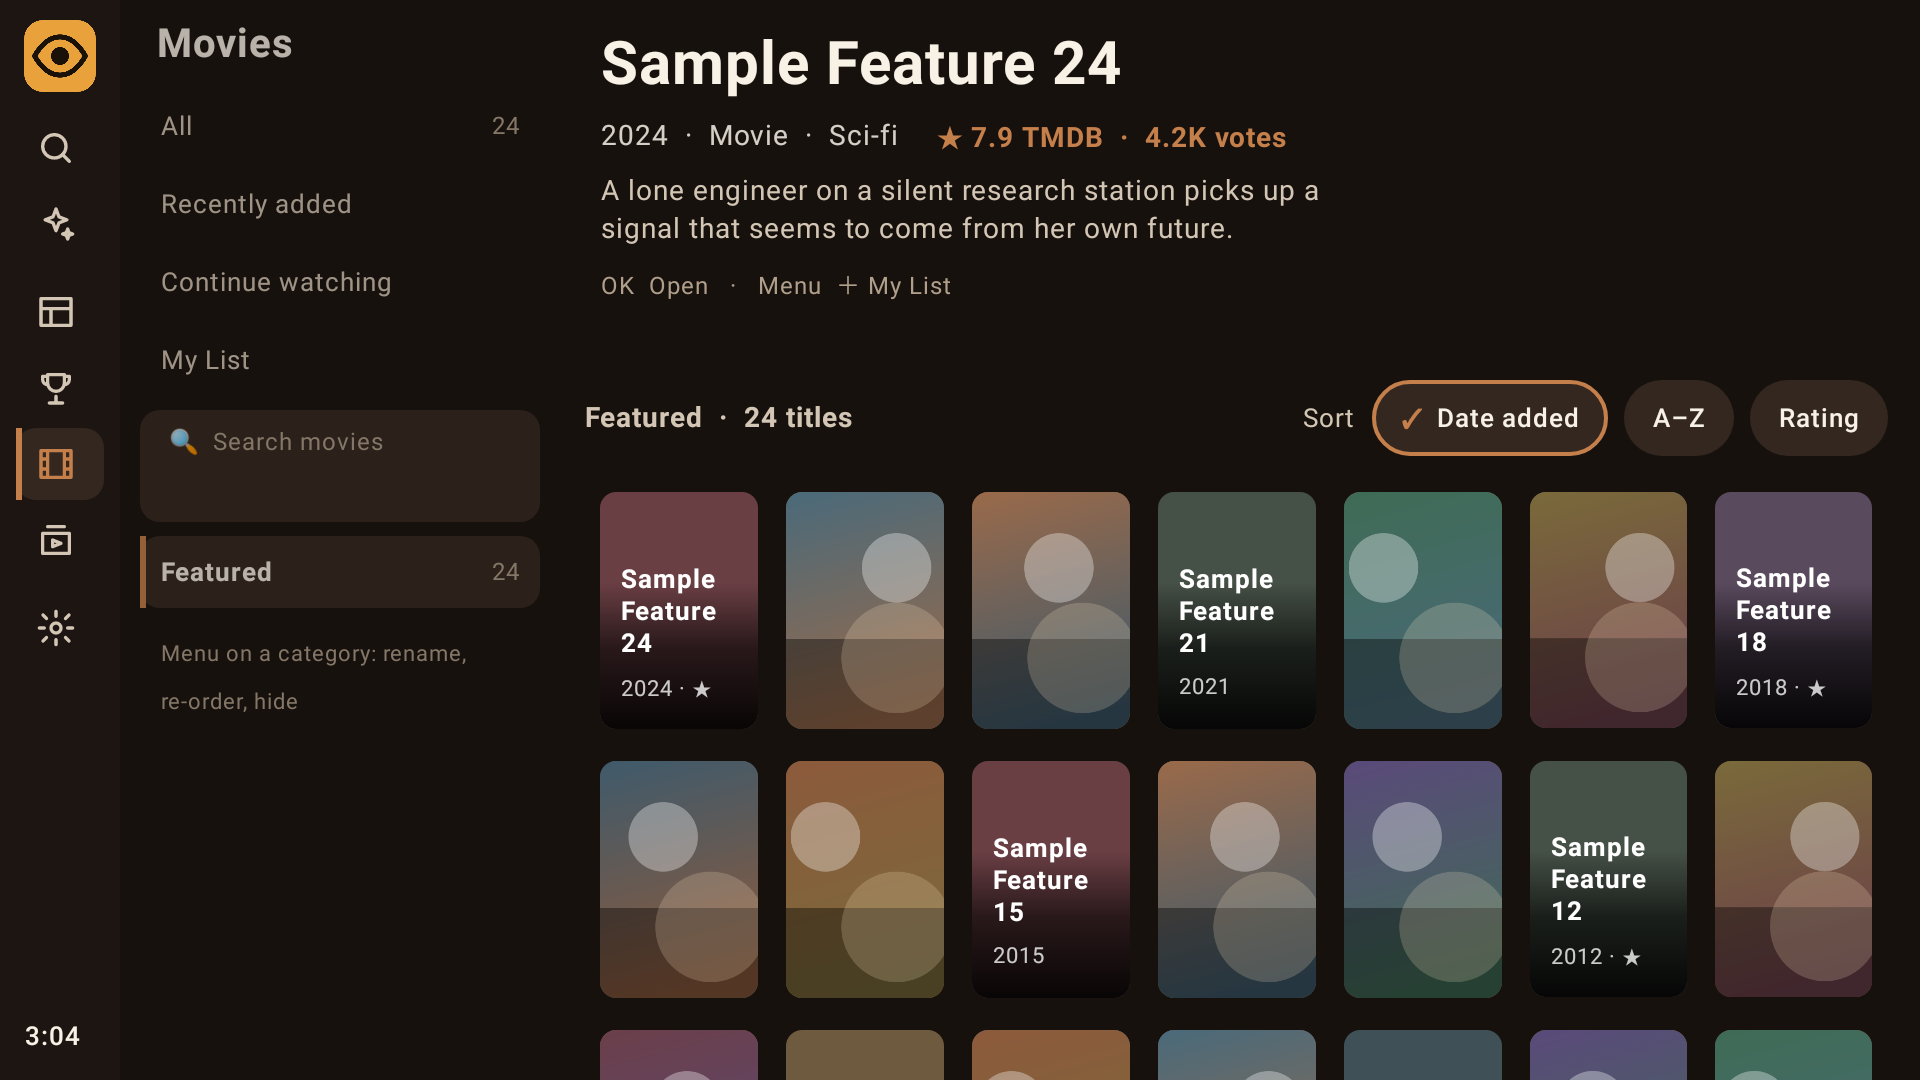 Movies
All 24
Recently added
Continue watching
My List
🔍 Search movies
Featured 24
Menu on a category: rename,
re-order, hide
3:04
Sample Feature 24
2024 · Movie · Sci-fi ★ 7.9 TMDB · 4.2K votes
A lone engineer on a silent research station picks up a
signal that seems to come from her own future.
OK Open · Menu + My List
Featured · 24 titles
Sort ✓ Date added A–Z Rating
Sample
Feature
24
2024 · ★
Sample
Feature
21
2021
Sample
Feature
18
2018 · ★
Sample
Feature
15
2015
Sample
Feature
12
2012 · ★